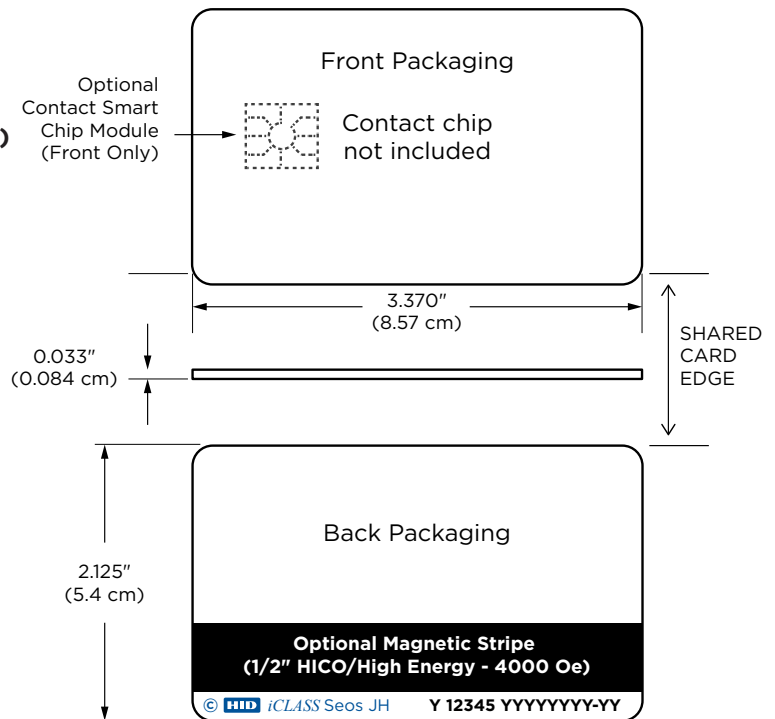 Front Packaging
Optional
Contact Smart
Chip Module
(Front Only)
)
Contact chip
not included
3.370"
(8.57 cm)
0.033"
(0.084 cm)
SHARED
CARD
EDGE
Back Packaging
2.125"
(5.4 cm)
Optional Magnetic Stripe
(1/2" HICO/High Energy - 4000 Oe)
© HID iCLASS Seos JH Y 12345 YYYYYYYY-YY